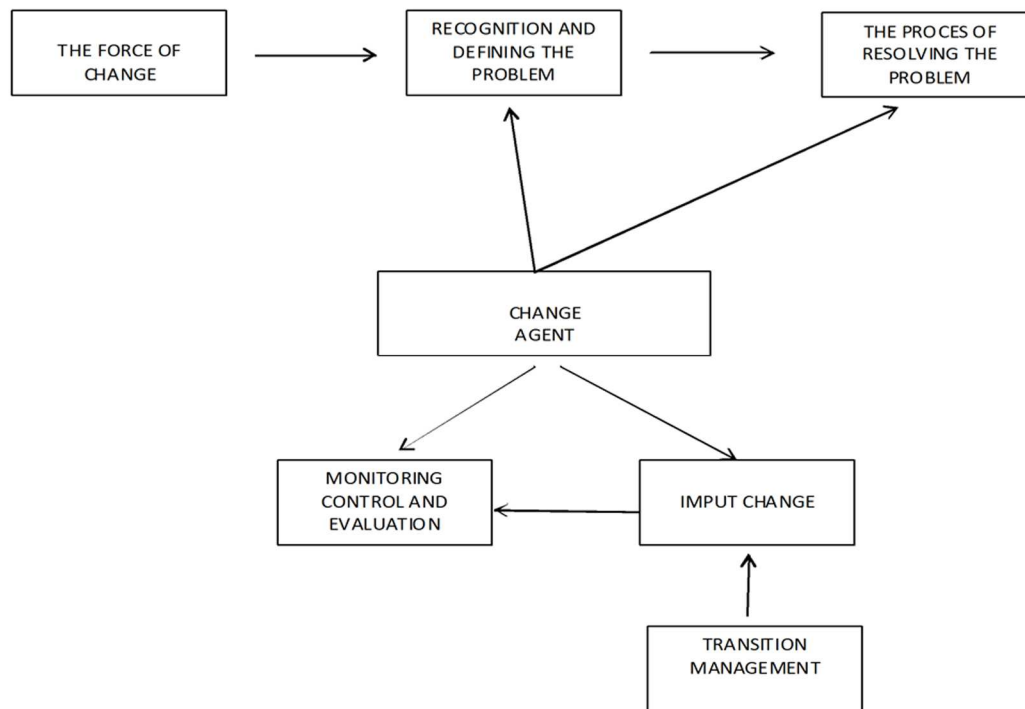 THE FORCE OF
CHANGE
RECOGNITION AND
DEFINING THE
PROBLEM
THE PROCES OF
RESOLVING THE
PROBLEM
CHANGE
AGENT
MONITORING
CONTROL AND
EVALUATION
IMPUT CHANGE
TRANSITION
MANAGEMENT